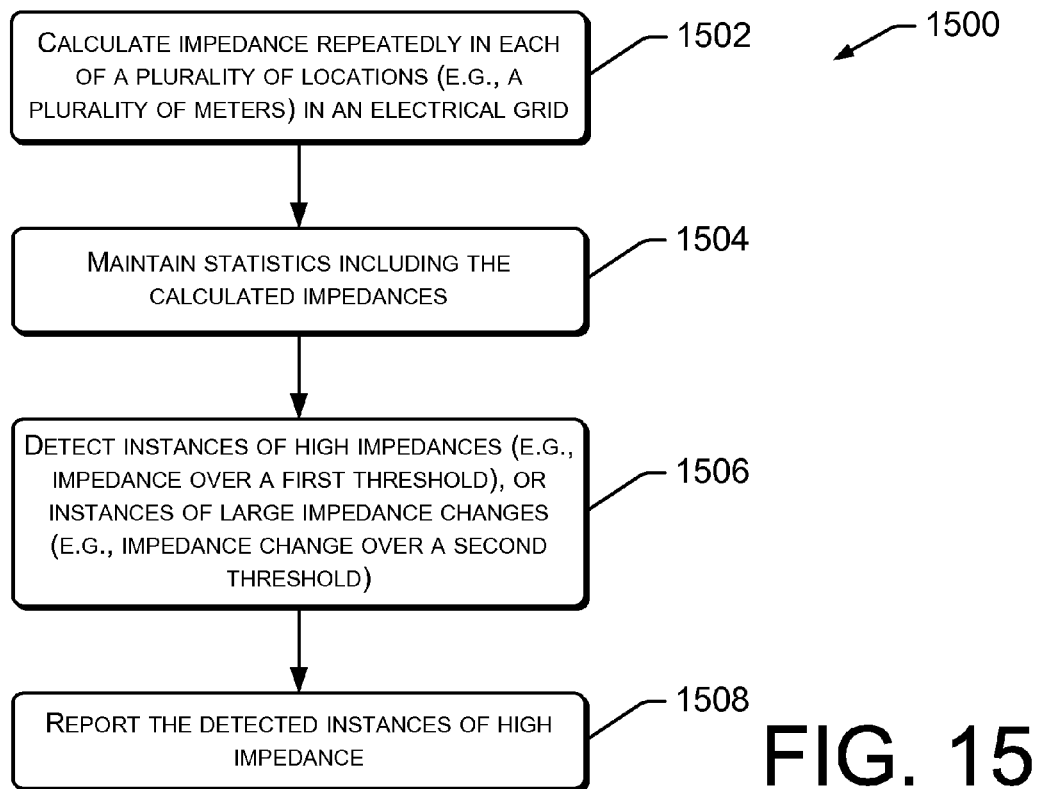 CALCULATE IMPEDANCE REPEATEDLY IN EACH
OF A PLURALITY OF LOCATIONS (E.G., A
PLURALITY OF METERS) IN AN ELECTRICAL GRID
1502
1500
MAINTAIN STATISTICS INCLUDING THE
CALCULATED IMPEDANCES
1504
DETECT INSTANCES OF HIGH IMPEDANCES (E.G.,
IMPEDANCE OVER A FIRST THRESHOLD), OR
INSTANCES OF LARGE IMPEDANCE CHANGES
(E.G., IMPEDANCE CHANGE OVER A SECOND
THRESHOLD)
1506
REPORT THE DETECTED INSTANCES OF HIGH
IMPEDANCE
1508
FIG. 15